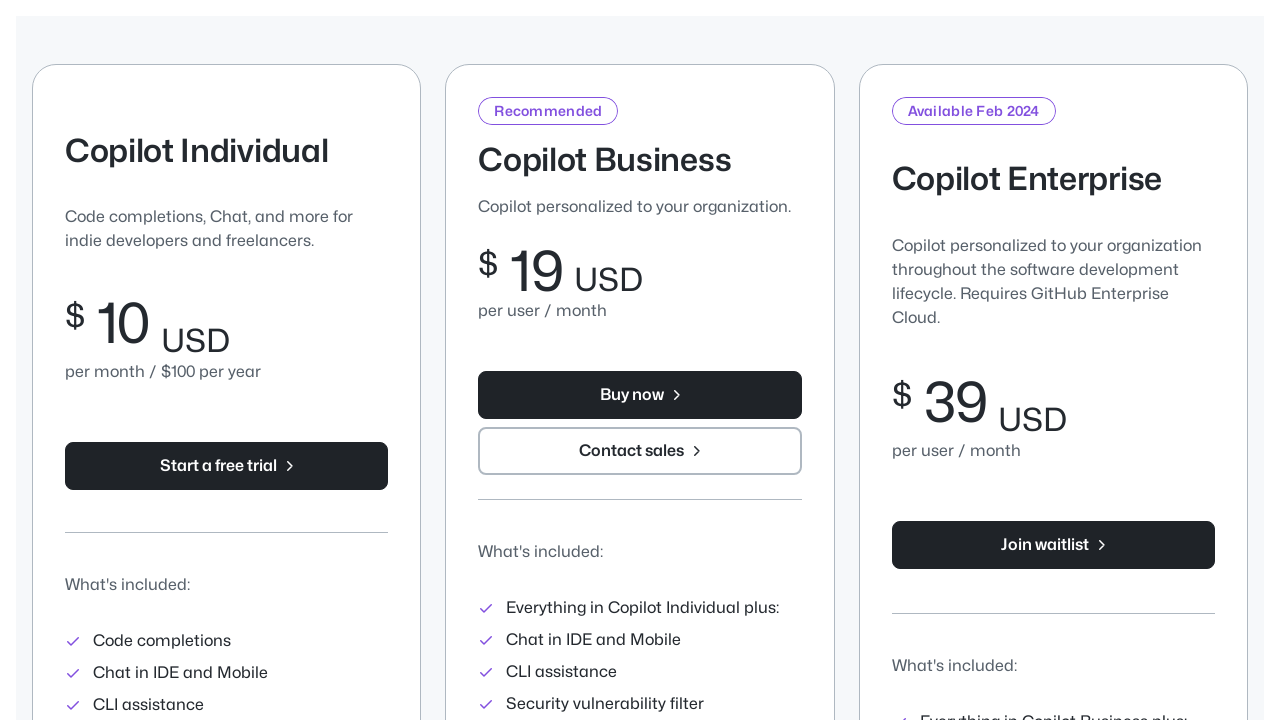 Copilot Individual
Code completions, Chat, and more for
indie developers and freelancers.
$ 10 USD
per month / $100 per year
Start a free trial
What's included:
Code completions
Chat in IDE and Mobile
CLI assistance
Recommended
Copilot Business
Copilot personalized to your organization.
$ 19 USD
per user / month
Buy now
Contact sales
What's included:
Everything in Copilot Individual plus:
Chat in IDE and Mobile
CLI assistance
Security vulnerability filter
Available Feb 2024
Copilot Enterprise
Copilot personalized to your organization
throughout the software development
lifecycle. Requires GitHub Enterprise
Cloud.
$ 39 USD
per user / month
Join waitlist
What's included:
Everything in Copilot Business plus: